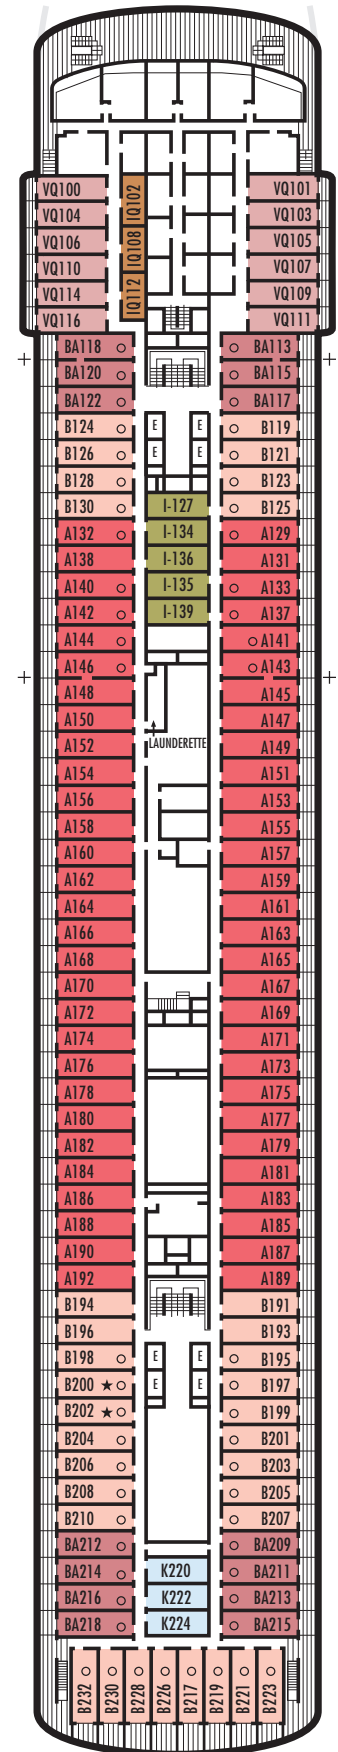 VQ100 IQ102 VQ101
VQ104 VQ103
VQ106 IQ108 VQ105
VQ110 VQ107
VQ114 IQ112 VQ109
VQ116 VQ111
BA118 BA113
BA120 BA115
BA122 BA117
B124 E E B119
B126 E E B121
B128 B123
B130 I-127 B125
A132 I-134 A129
A138 I-136 A131
A140 I-135 A133
A142 I-139 A137
A144 A141
A146 A143
A148 A145
A150 A147
A152 LAUNDERETTE A149
A154 A151
A156 A153
A158 A155
A160 A157
A162 A159
A164 A161
A166 A163
A168 A165
A170 A167
A172 A169
A174 A171
A176 A173
A178 A175
A180 A177
A182 A179
A184 A181
A186 A183
A188 A185
A190 A187
A192 A189
B194 B191
B196 B193
B198 E E B195
B200 ★ E E B197
B202 ★ B199
B204 B201
B206 B203
B208 B205
B210 B207
BA212 BA209
BA214 K220 BA211
BA216 K222 BA213
BA218 K224 BA215
B232 B230 B228 B226 B217 B219 B221 B223